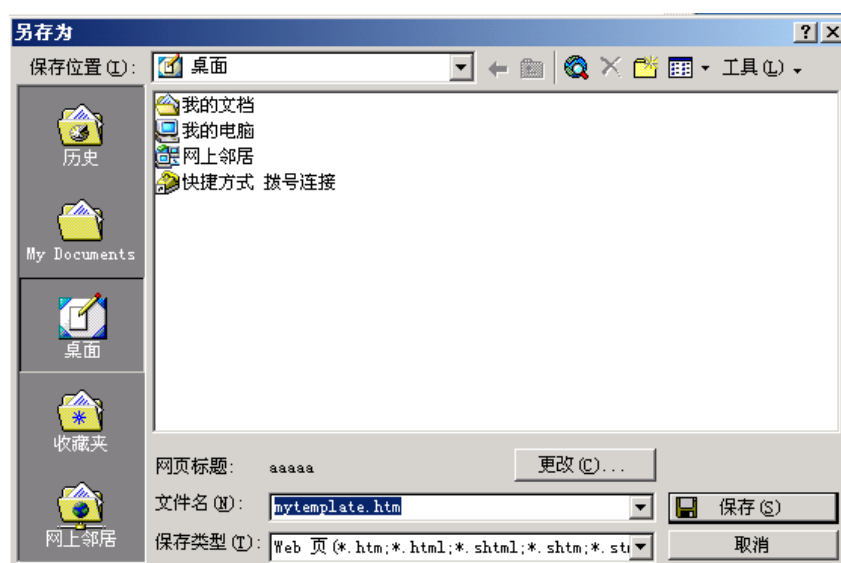 另存为
保存位置(I): 桌面 工具(L)
我的文档
我的电脑
网上邻居
快捷方式 拨号连接
历史
My Documents
桌面
收藏夹
网上邻居
网页标题: aaaaa 更改(C)...
文件名(N): mytemplate.htm 保存(S)
保存类型(T): Web 页(*.htm;*.html;*.shtml;*.shtm;*.st 取消